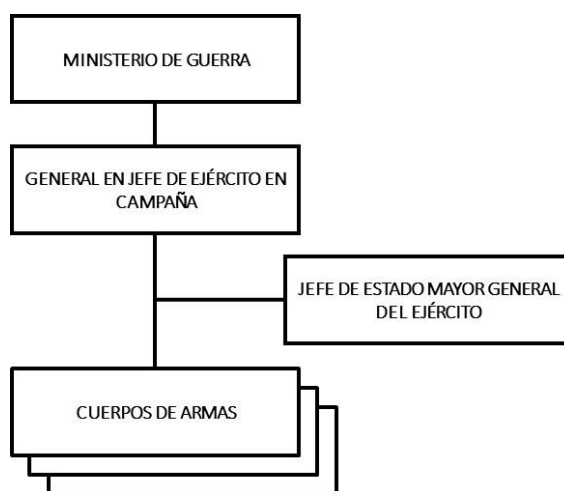 MINISTERIO DE GUERRA
GENERAL EN JEFE DE EJÉRCITO EN
CAMPAÑA
JEFE DE ESTADO MAYOR GENERAL
DEL EJÉRCITO
CUERPOS DE ARMAS